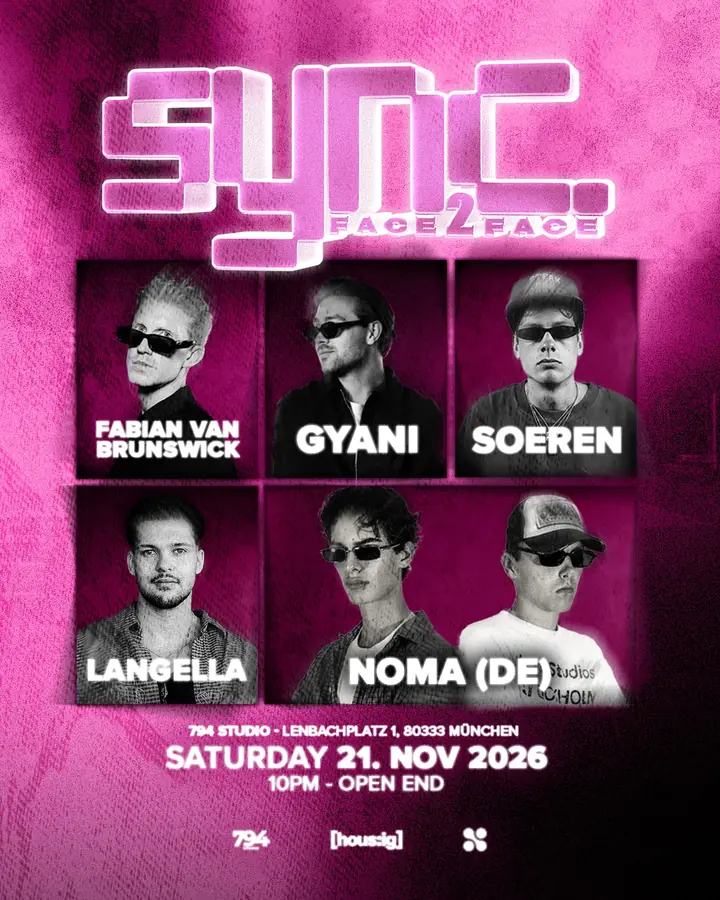 sync.
FACE 2 FACE
FABIAN VAN
BRUNSWICK
GYANI
SOEREN
LANGELLA
NOMA (DE)
Studios
794 STUDIO - LENBACHPLATZ 1, 80333 MÜNCHEN
SATURDAY 21. NOV 2026
10PM - OPEN END
794
[hous:ig]